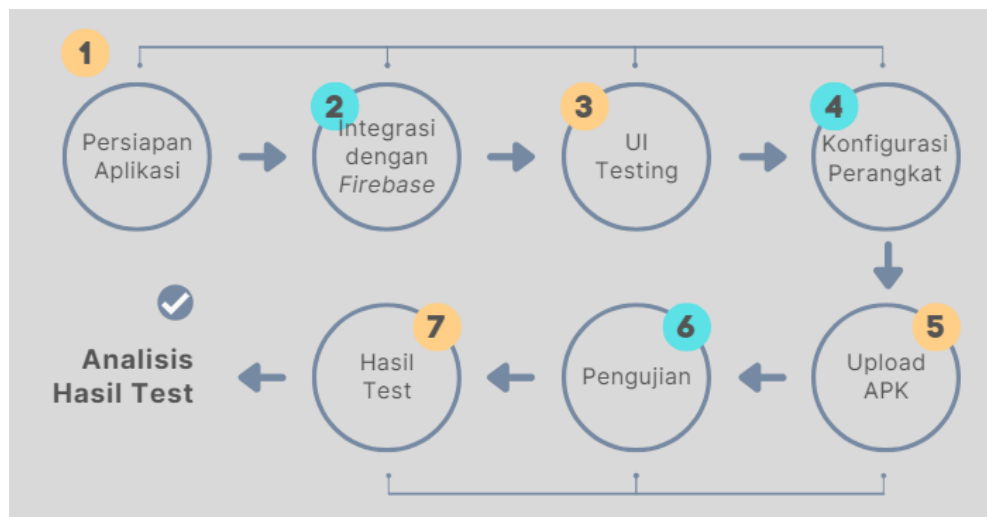 1
Persiapan
Aplikasi
2
Integrasi
dengan
Firebase
3
UI
Testing
4
Konfigurasi
Perangkat
5
Upload
APK
6
Pengujian
7
Hasil
Test
Analisis
Hasil Test